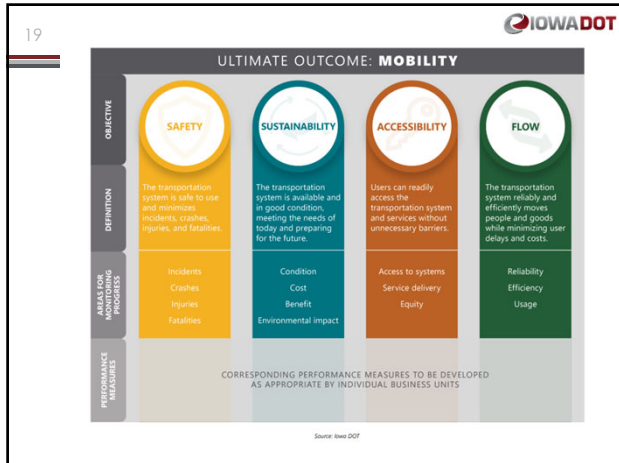 19
IOWADOT
ULTIMATE OUTCOME: MOBILITY
OBJECTIVE
SAFETY
SUSTAINABILITY
ACCESSIBILITY
FLOW
DEFINITION
The transportation
system is safe to use
and minimizes
incidents, crashes,
injuries, and fatalities.
The transportation
system is available and
in good condition,
meeting the needs of
today and preparing
for the future.
Users can readily
access the
transportation system
and services without
unnecessary barriers.
The transportation
system reliably and
efficiently moves
people and goods
while minimizing user
delays and costs.
AREAS FOR
MONITORING
PROGRESS
Incidents
Crashes
Injuries
Fatalities
Condition
Cost
Benefit
Environmental impact
Access to systems
Service delivery
Equity
Reliability
Efficiency
Usage
PERFORMANCE
MEASURES
CORRESPONDING PERFORMANCE MEASURES TO BE DEVELOPED
AS APPROPRIATE BY INDIVIDUAL BUSINESS UNITS
Source: Iowa DOT